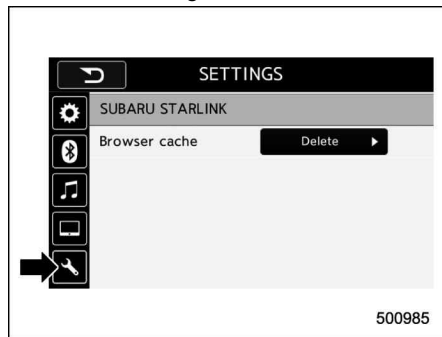 SETTINGS
SUBARU STARLINK
Browser cache
Delete
500985